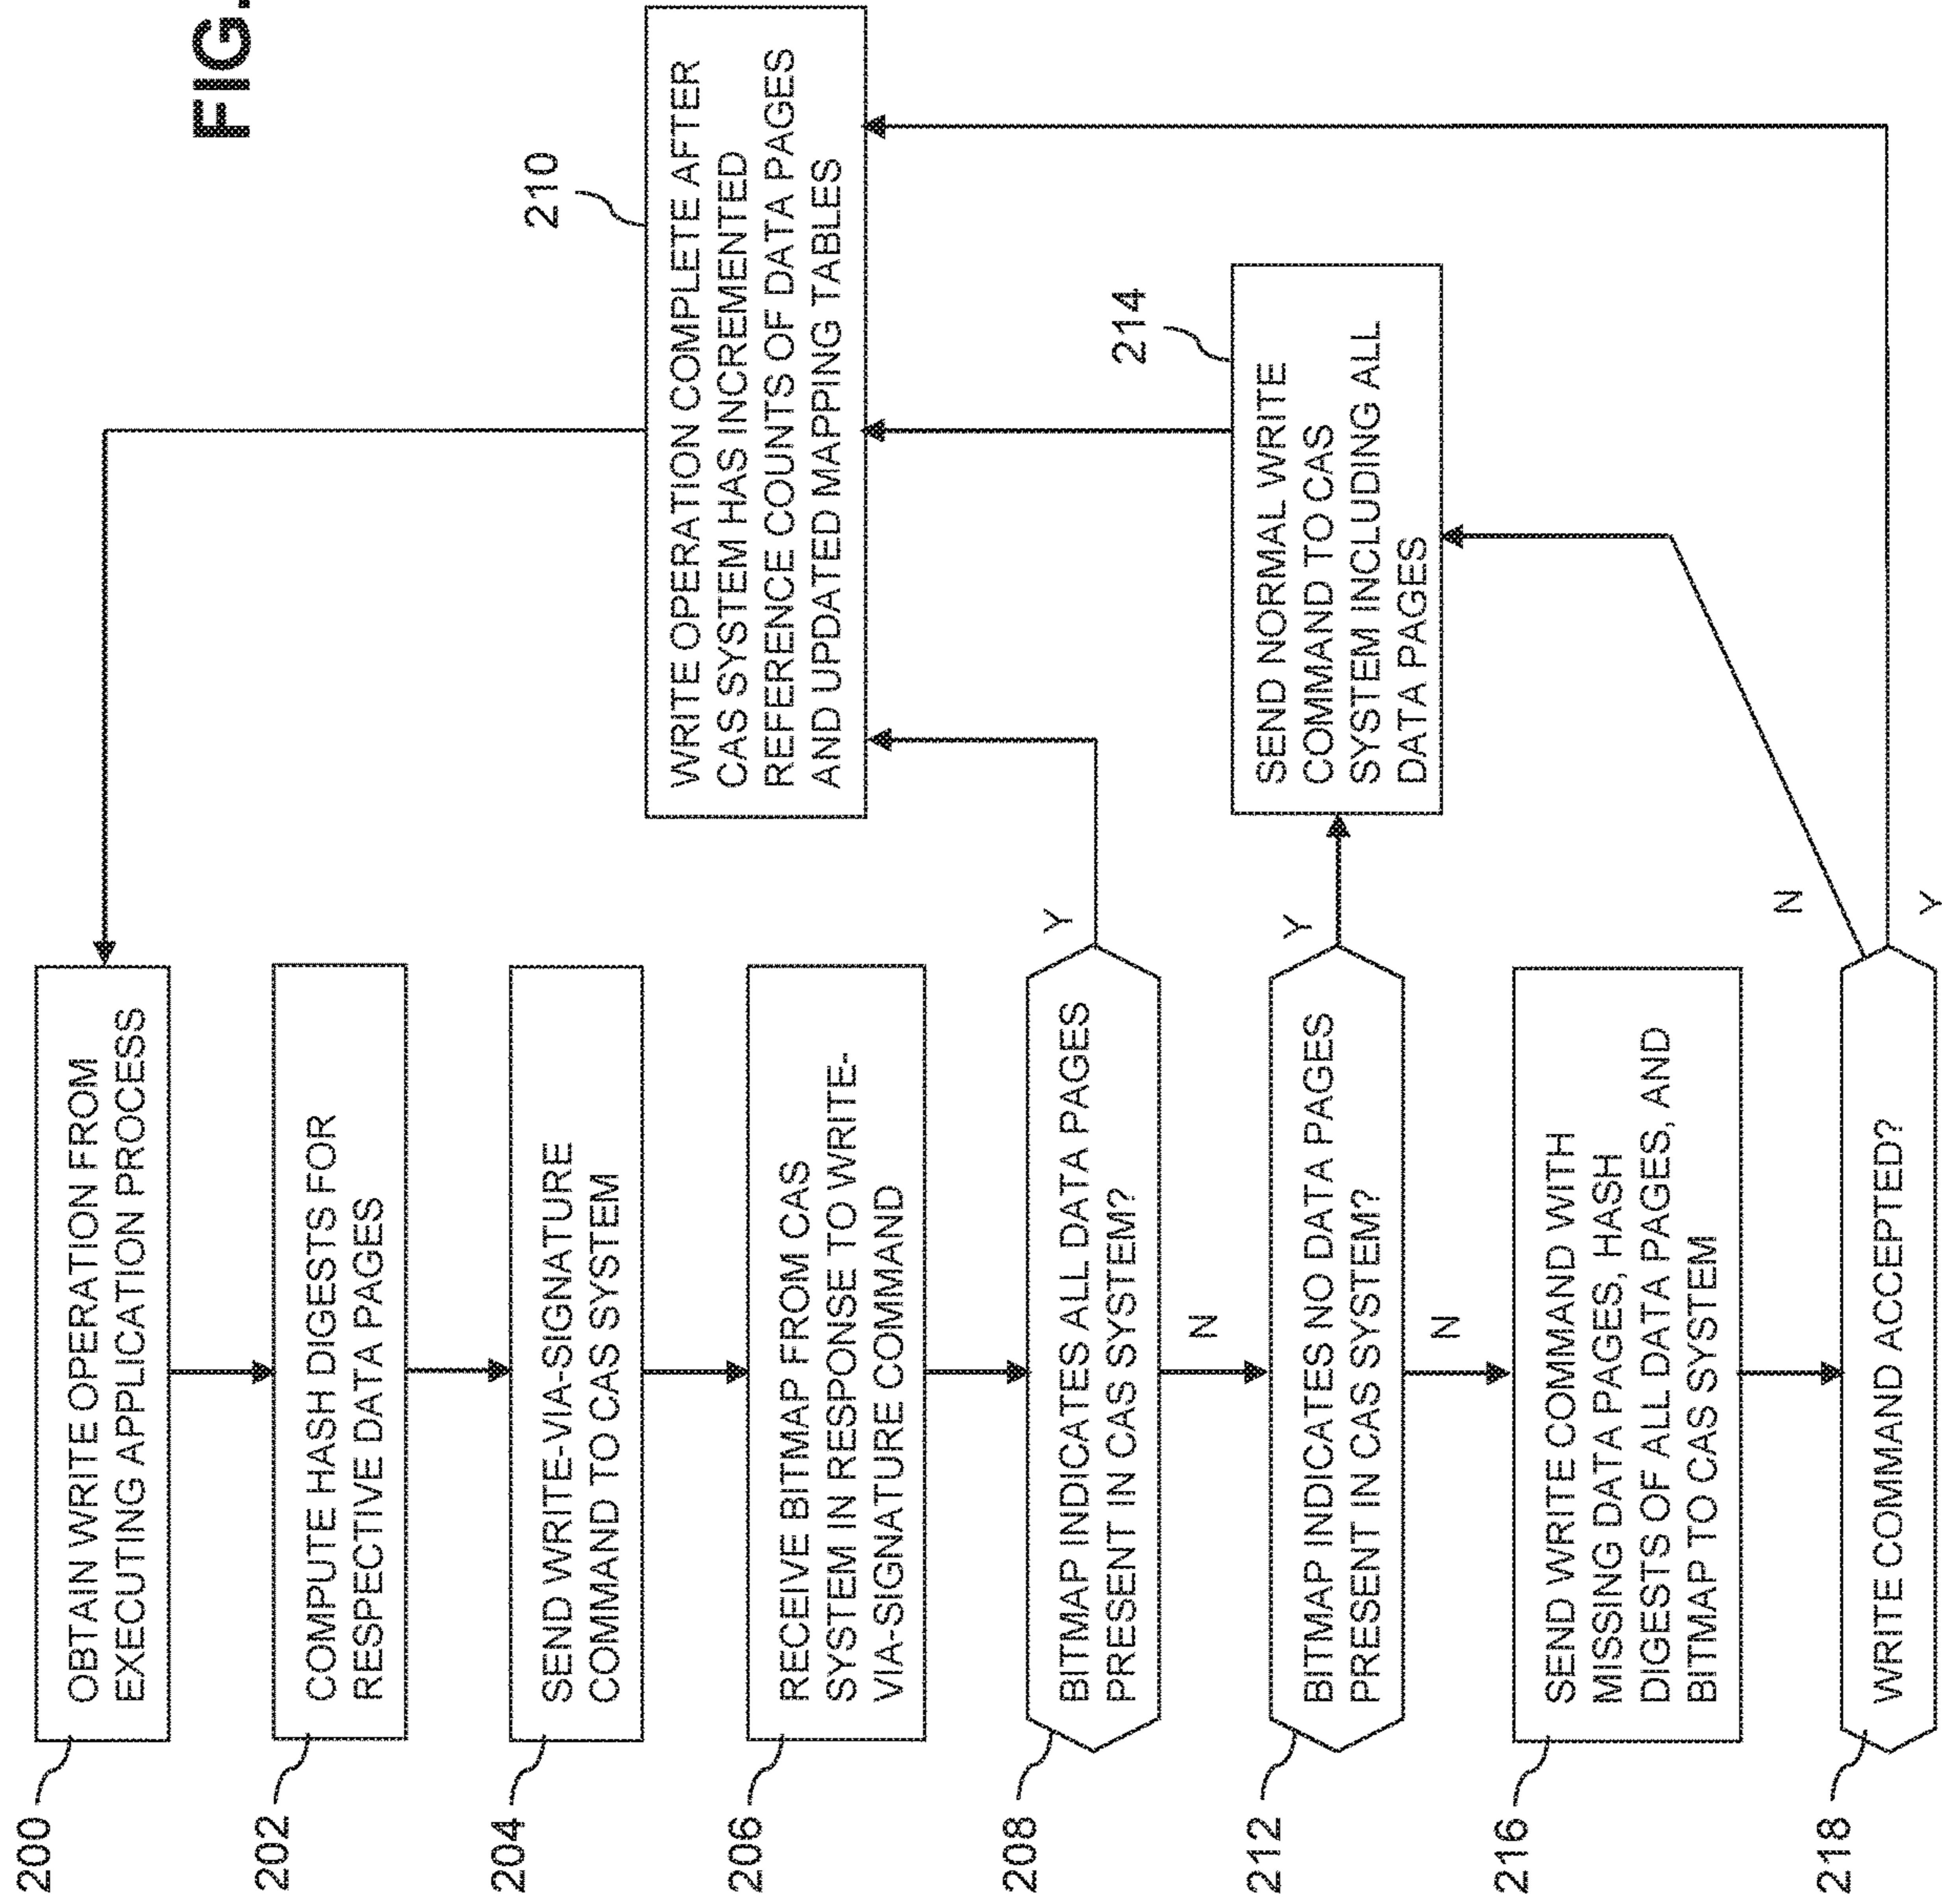 FIG.
200
OBTAIN WRITE OPERATION FROM
EXECUTING APPLICATION PROCESS
202
COMPUTE HASH DIGESTS FOR
RESPECTIVE DATA PAGES
204
SEND WRITE-VIA-SIGNATURE
COMMAND TO CAS SYSTEM
206
RECEIVE BITMAP FROM CAS
SYSTEM IN RESPONSE TO WRITE-
VIA-SIGNATURE COMMAND
208
BITMAP INDICATES ALL DATA PAGES
PRESENT IN CAS SYSTEM?
Y
N
210
WRITE OPERATION COMPLETE AFTER
CAS SYSTEM HAS INCREMENTED
REFERENCE COUNTS OF DATA PAGES
AND UPDATED MAPPING TABLES
212
BITMAP INDICATES NO DATA PAGES
PRESENT IN CAS SYSTEM?
Y
N
214
SEND NORMAL WRITE
COMMAND TO CAS
SYSTEM INCLUDING ALL
DATA PAGES
216
SEND WRITE COMMAND WITH
MISSING DATA PAGES, HASH
DIGESTS OF ALL DATA PAGES, AND
BITMAP TO CAS SYSTEM
218
WRITE COMMAND ACCEPTED?
N
Y